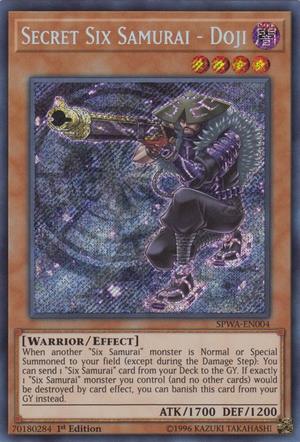 SECRET SIX SAMURAI - DOJI
SPWA-EN004
[WARRIOR/EFFECT]
When another "Six Samurai" monster is Normal or Special
Summoned to your field (except during the Damage Step): You
can send 1 "Six Samurai" card from your Deck to the GY. If exactly
1 "Six Samurai" monster you control (and no other cards) would
be destroyed by card effect, you can banish this card from your
GY instead.
ATK/1700 DEF/1200
70180284 1st Edition ©1996 KAZUKI TAKAHASHI